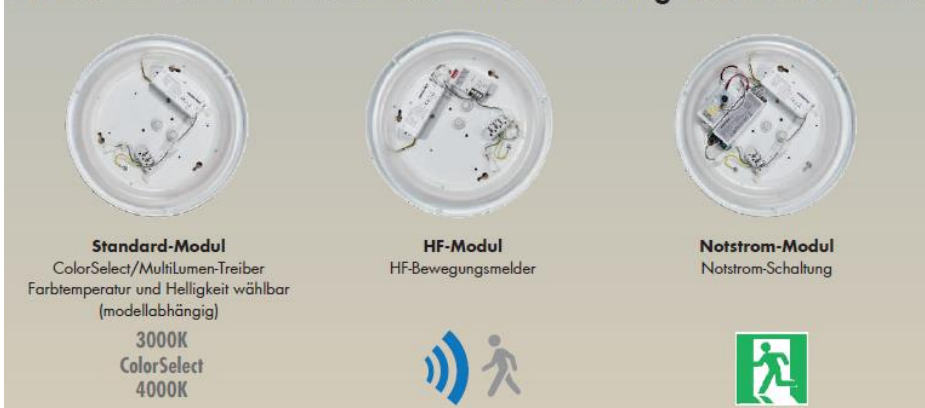 Standard-Modul
ColorSelect/MultiLumen-Treiber
Farbtemperatur und Helligkeit wählbar
(modellabhängig)
3000K
ColorSelect
4000K
HF-Modul
HF-Bewegungsmelder
Notstrom-Modul
Notstrom-Schaltung